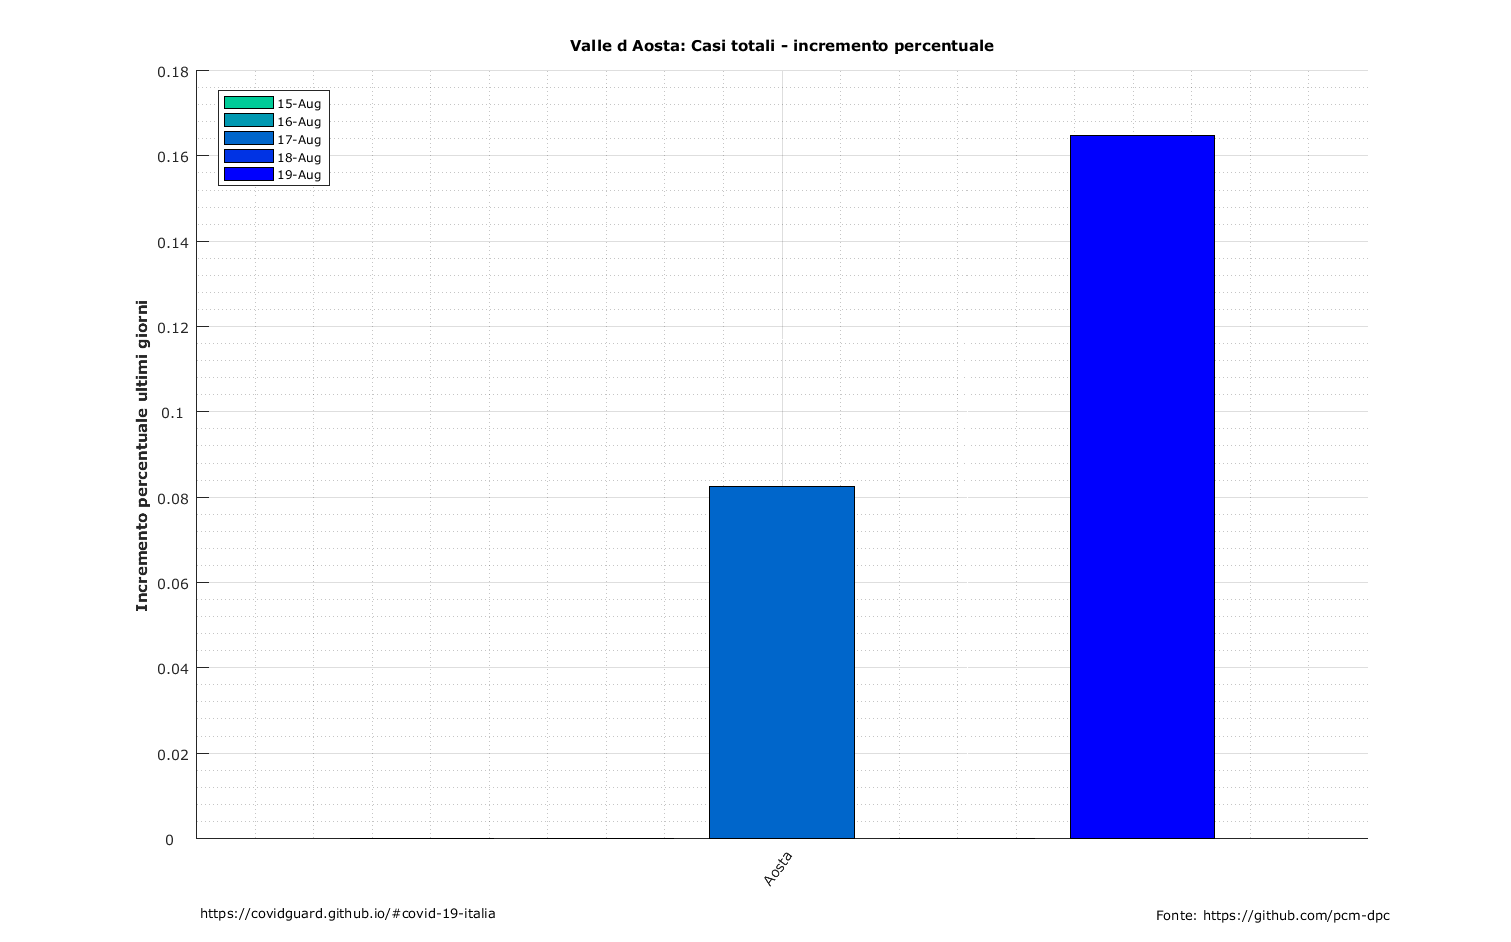 Valle d Aosta: Casi totali - incremento percentuale
0.18
0.16
0.14
0.12
0.1
0.08
0.06
0.04
0.02
0
15-Aug
16-Aug
17-Aug
18-Aug
19-Aug
Incremento percentuale ultimi giorni
Aosta
https://covidguard.github.io/#covid-19-italia
Fonte: https://github.com/pcm-dpc